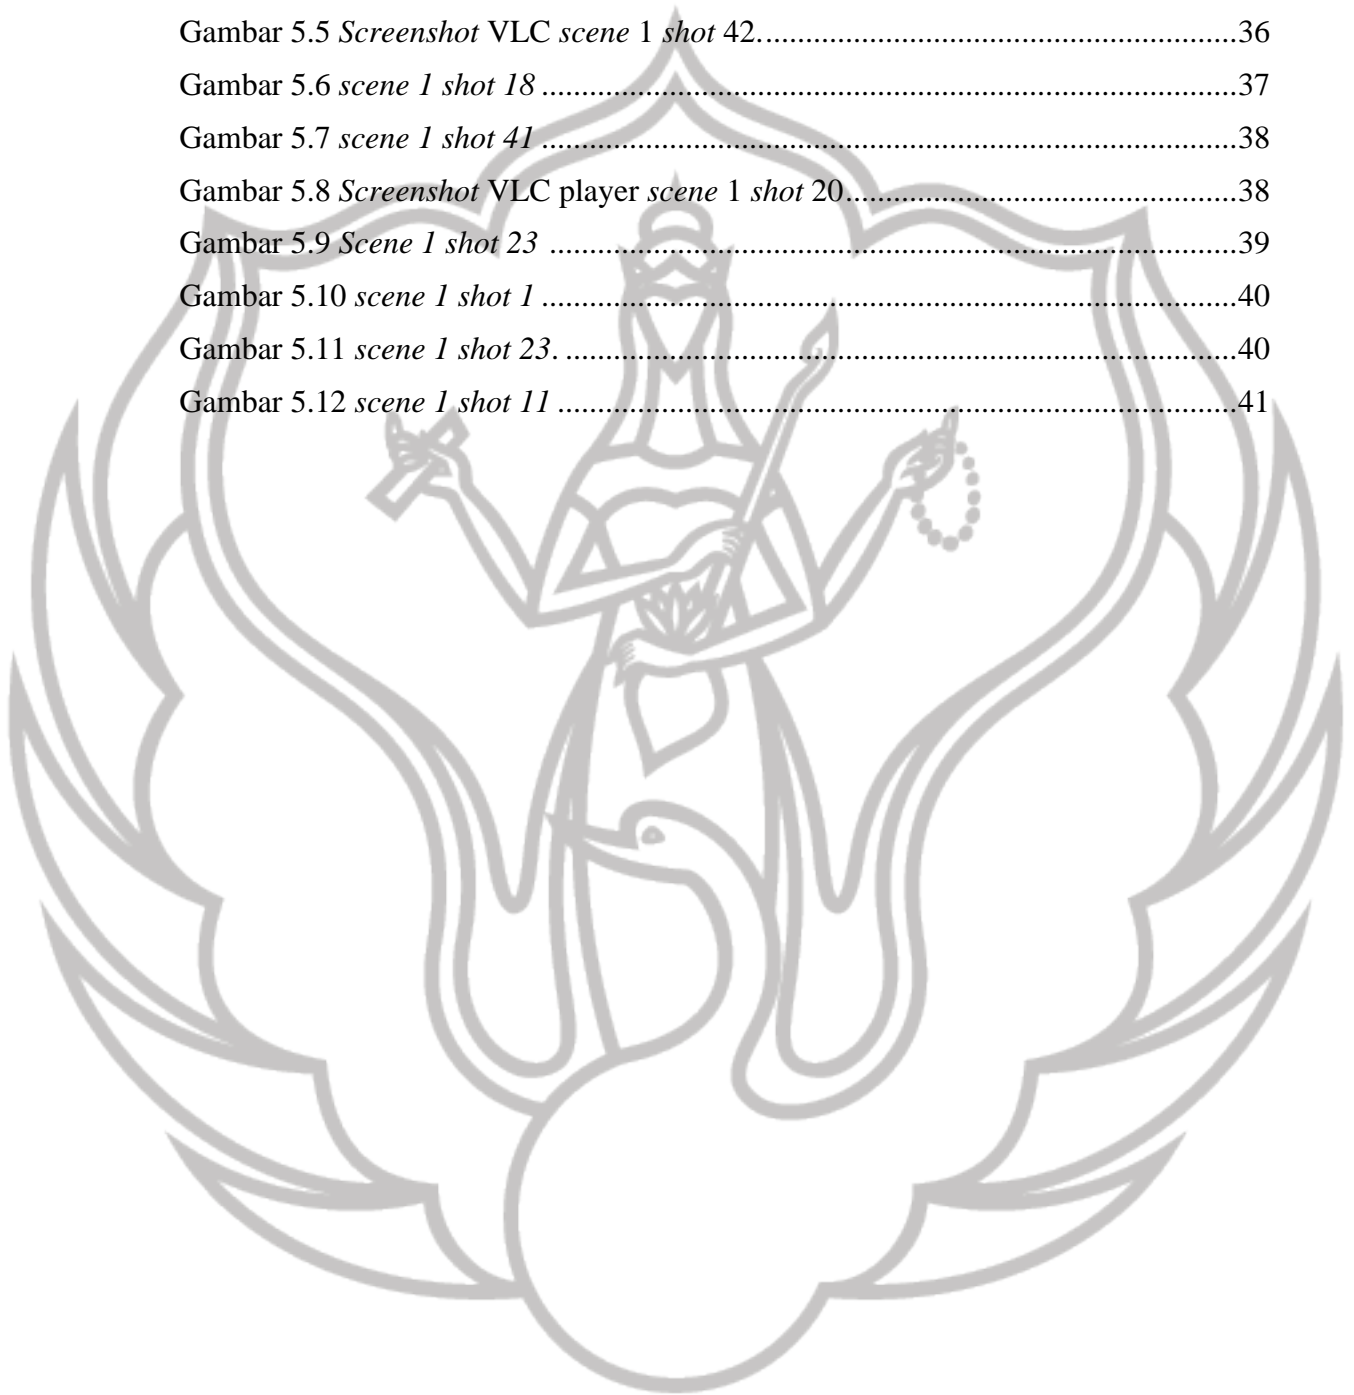 Gambar 5.5 Screenshot VLC scene 1 shot 42.............................................................36
Gambar 5.6 scene 1 shot 18 .......................................................................................37
Gambar 5.7 scene 1 shot 41 .......................................................................................38
Gambar 5.8 Screenshot VLC player scene 1 shot 20.................................................38
Gambar 5.9 Scene 1 shot 23 ......................................................................................39
Gambar 5.10 scene 1 shot 1 .......................................................................................40
Gambar 5.11 scene 1 shot 23. ....................................................................................40
Gambar 5.12 scene 1 shot 11 .....................................................................................41